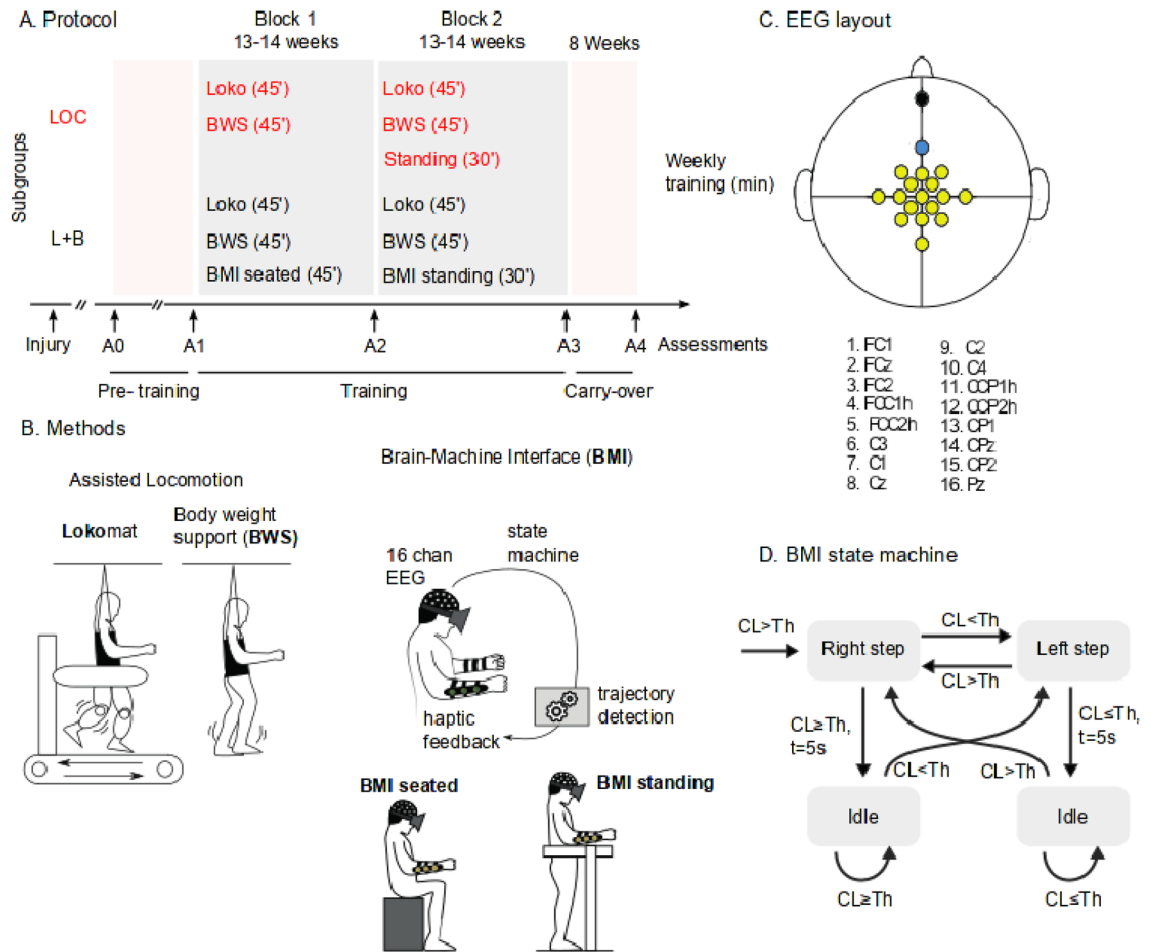 A. Protocol
Block 1
13-14 weeks
Block 2
13-14 weeks
8 Weeks
Subgroups
LOC
L+B
Loko (45')
BWS (45')
Loko (45')
BWS (45')
Standing (30')
Loko (45')
BWS (45')
BMI seated (45')
Loko (45')
BWS (45')
BMI standing (30')
Weekly
training (min)
Injury
A0
A1
A2
A3
A4
Assessments
Pre- training
Training
Carry-over
B. Methods
Assisted Locomotion
Lokomat
Body weight
support (BWS)
Brain-Machine Interface (BMI)
16 chan
EEG
state
machine
haptic
feedback
trajectory
detection
BMI seated
BMI standing
C. EEG layout
1. FC1
2. FCz
3. FC2
4. FCC1h
5. FCC2h
6. C3
7. C1
8. Cz
9. C2
10. C4
11. CCP1h
12. CCP2h
13. CP1
14. CPz
15. CP2
16. Pz
D. BMI state machine
CL>Th
Right step
CL<Th
CL>Th
Left step
CL≥Th,
t=5s
CL≤Th,
t=5s
CL<Th
CL>Th
Idle
Idle
CL≥Th
CL≤Th